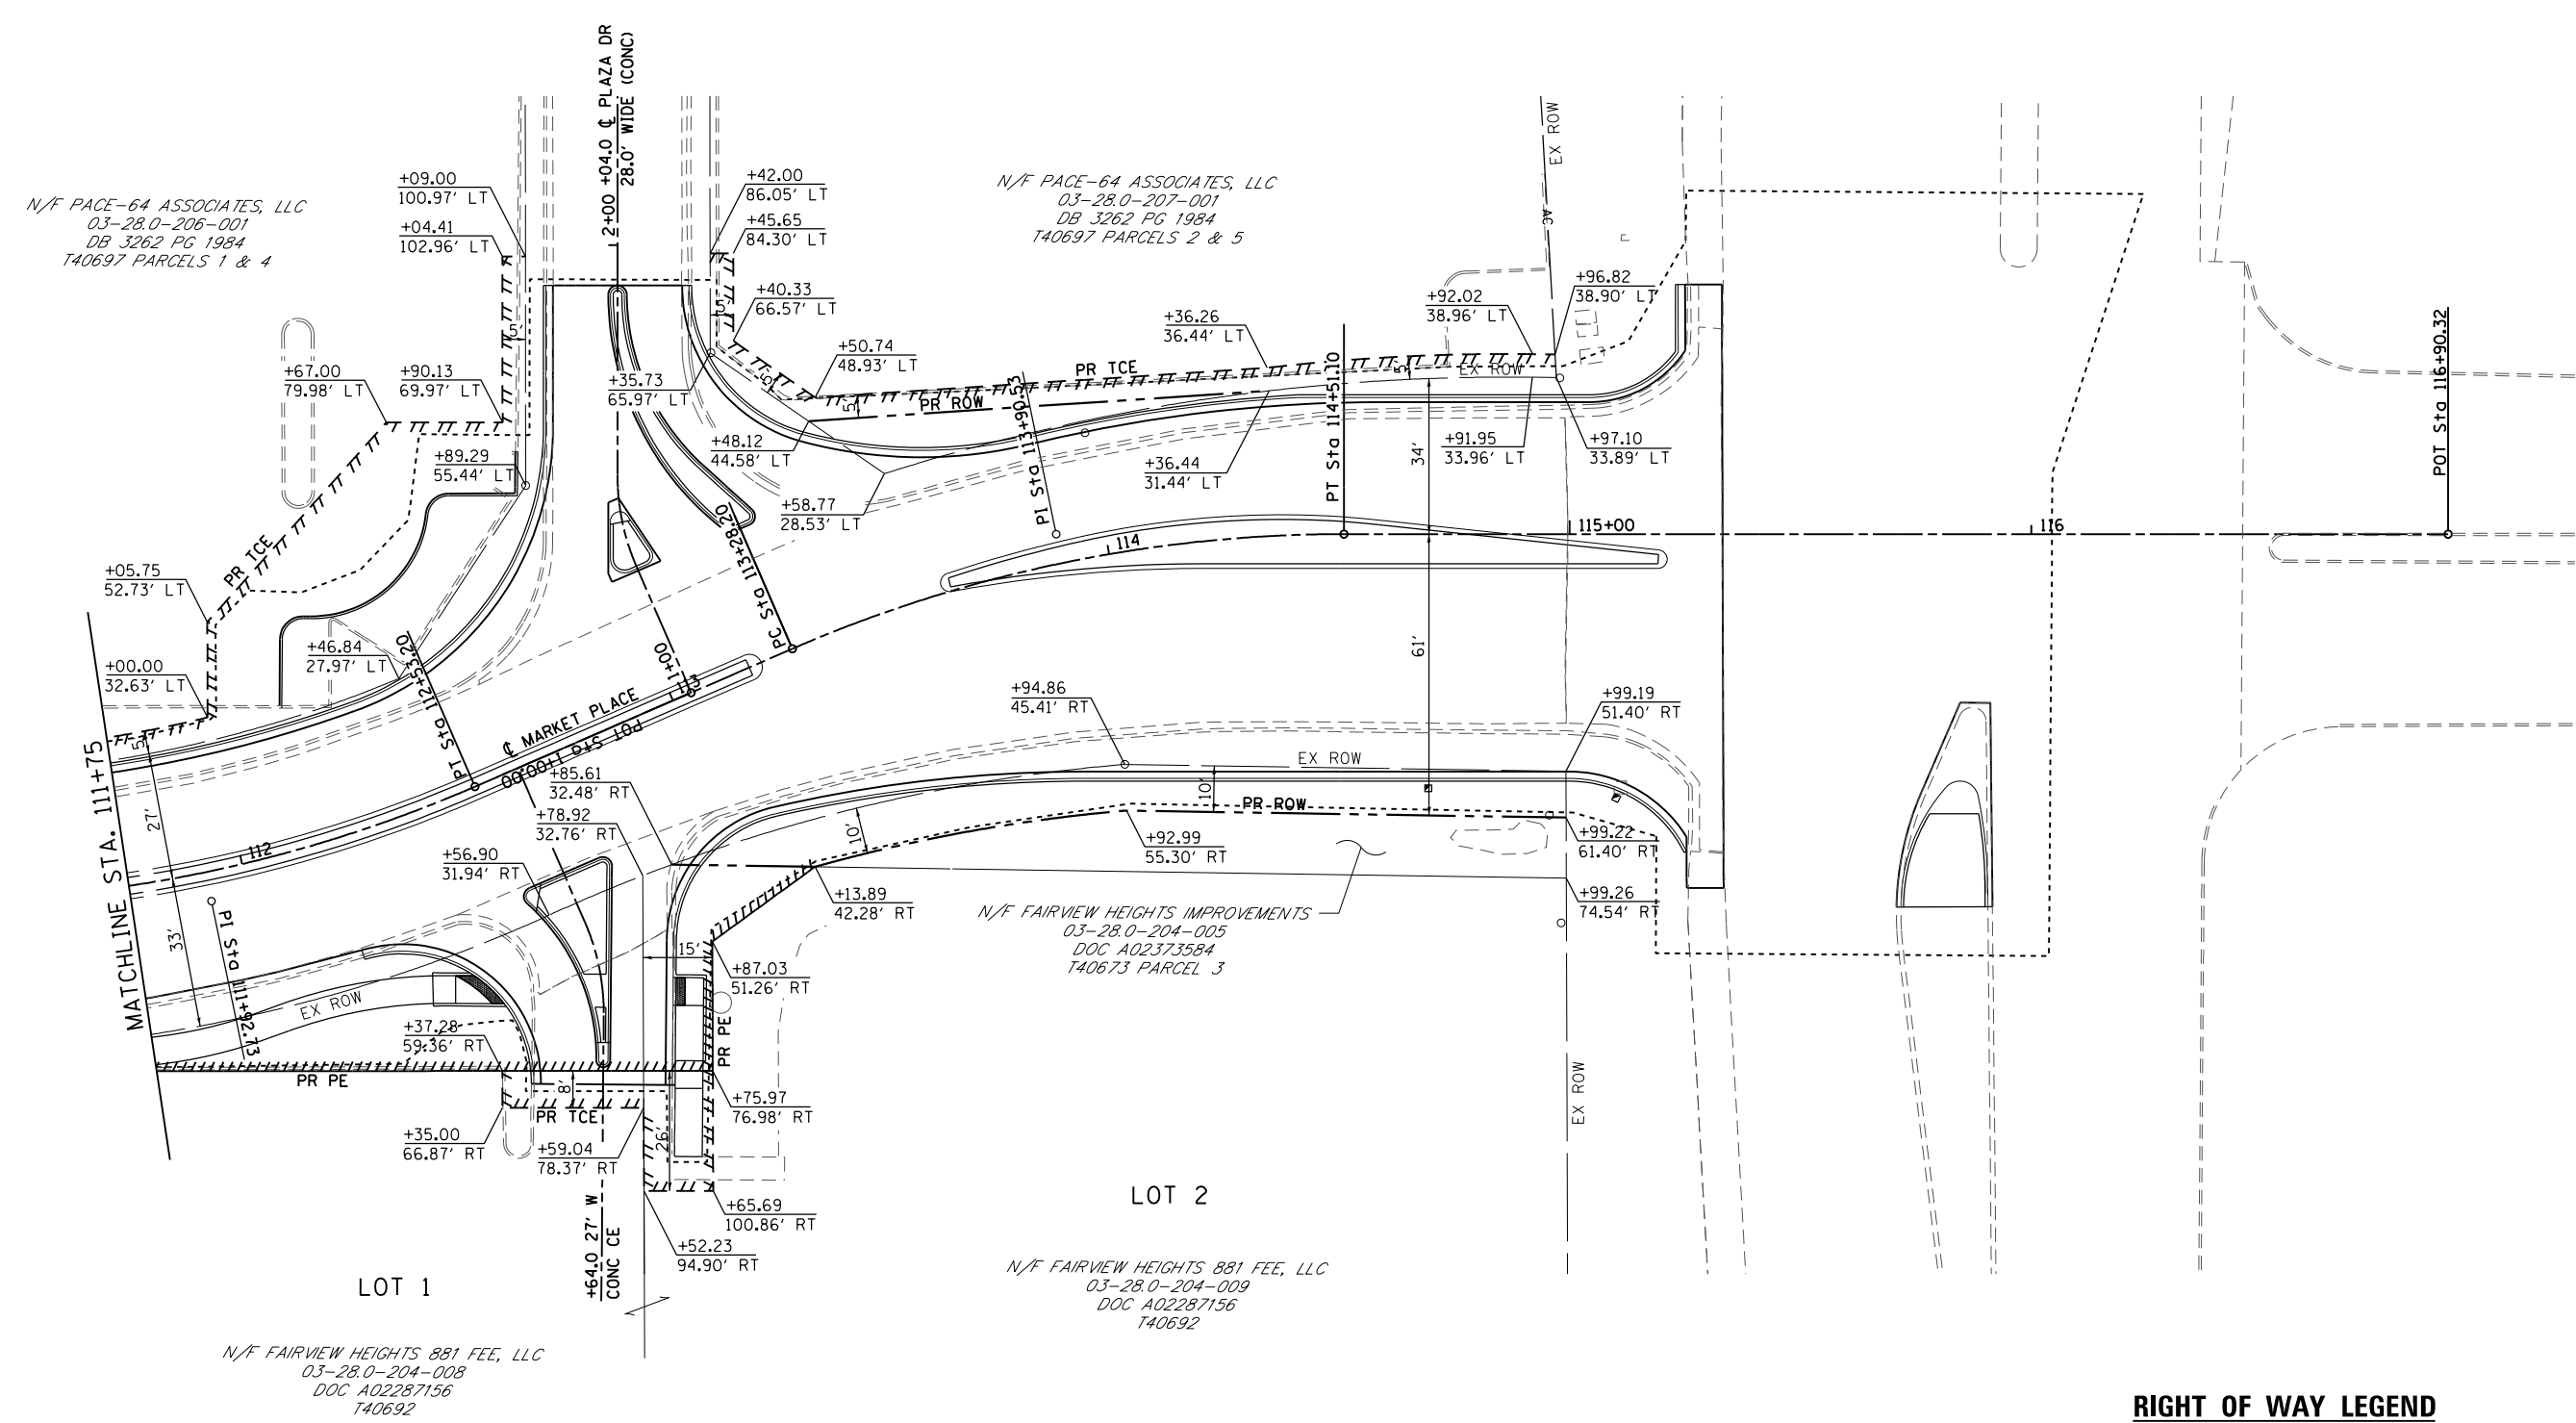 2+00 +04.0 ℄ PLAZA DR
28.0' WIDE (CONC)
N/F PACE-64 ASSOCIATES, LLC
03-28.0-206-001
DB 3262 PG 1984
T40697 PARCELS 1 & 4
+09.00
100.97' LT
+04.41
102.96' LT
+42.00
86.05' LT
+45.65
84.30' LT
N/F PACE-64 ASSOCIATES, LLC
03-28.0-207-001
DB 3262 PG 1984
T40697 PARCELS 2 & 5
EX ROW
AC
+40.33
66.57' LT
5'
5'
+67.00
79.98' LT
+90.13
69.97' LT
+35.73
65.97' LT
+50.74
48.93' LT
+36.26
36.44' LT
+92.02
38.96' LT
+96.82
38.90' LT
PR TCE
5'
5'
PR ROW
EX ROW
5'
+89.29
55.44' LT
+48.12
44.58' LT
+58.77
28.53' LT
PI Sta 113+90.53
PT Sta 114+51.10
+36.44
31.44' LT
34'
+91.95
33.96' LT
+97.10
33.89' LT
POT Sta 116+90.32
PR TCE
+05.75
52.73' LT
+00.00
32.63' LT
+46.84
27.97' LT
PT Sta 112+53.20
PC Sta 113+28.20
114
115+00
116
1+00
113
℄ MARKET PLACE
POT Sta 1+00.00
5'
MATCHLINE STA. 111+75
27'
112
33'
PI Sta 111+92.73
EX ROW
PR PE
+85.61
32.48' RT
+78.92
32.76' RT
+56.90
31.94' RT
+94.86
45.41' RT
61'
+99.19
51.40' RT
EX ROW
10'
PR ROW
10'
+92.99
55.30' RT
+99.22
61.40' RT
+13.89
42.28' RT
+99.26
74.54' RT
N/F FAIRVIEW HEIGHTS IMPROVEMENTS
03-28.0-204-005
DOC A02373584
T40673 PARCEL 3
15'
+87.03
51.26' RT
PR PE
+37.28
59.36' RT
8'
PR TCE
+75.97
76.98' RT
+35.00
66.87' RT
+59.04
78.37' RT
26'
EX ROW
+65.69
100.86' RT
+52.23
94.90' RT
+64.0 27' W
CONC CE
LOT 2
N/F FAIRVIEW HEIGHTS 881 FEE, LLC
03-28.0-204-009
DOC A02287156
T40692
LOT 1
N/F FAIRVIEW HEIGHTS 881 FEE, LLC
03-28.0-204-008
DOC A02287156
T40692
RIGHT OF WAY LEGEND